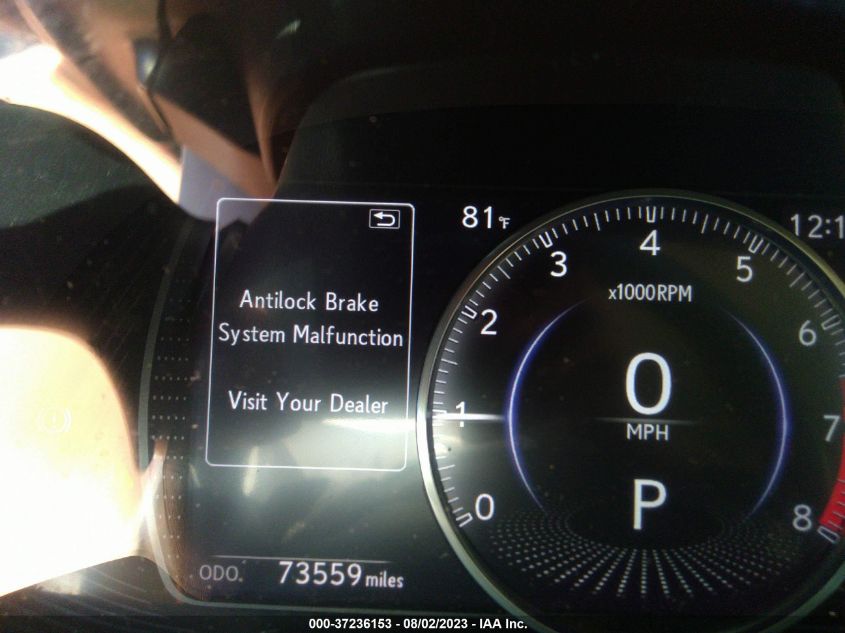 81°F
12:1
Antilock Brake
System Malfunction
Visit Your Dealer
ODO. 73559 miles
0
1
2
3
4
5
6
7
8
x1000RPM
0
MPH
P
000-37236153 - 08/02/2023 - IAA Inc.